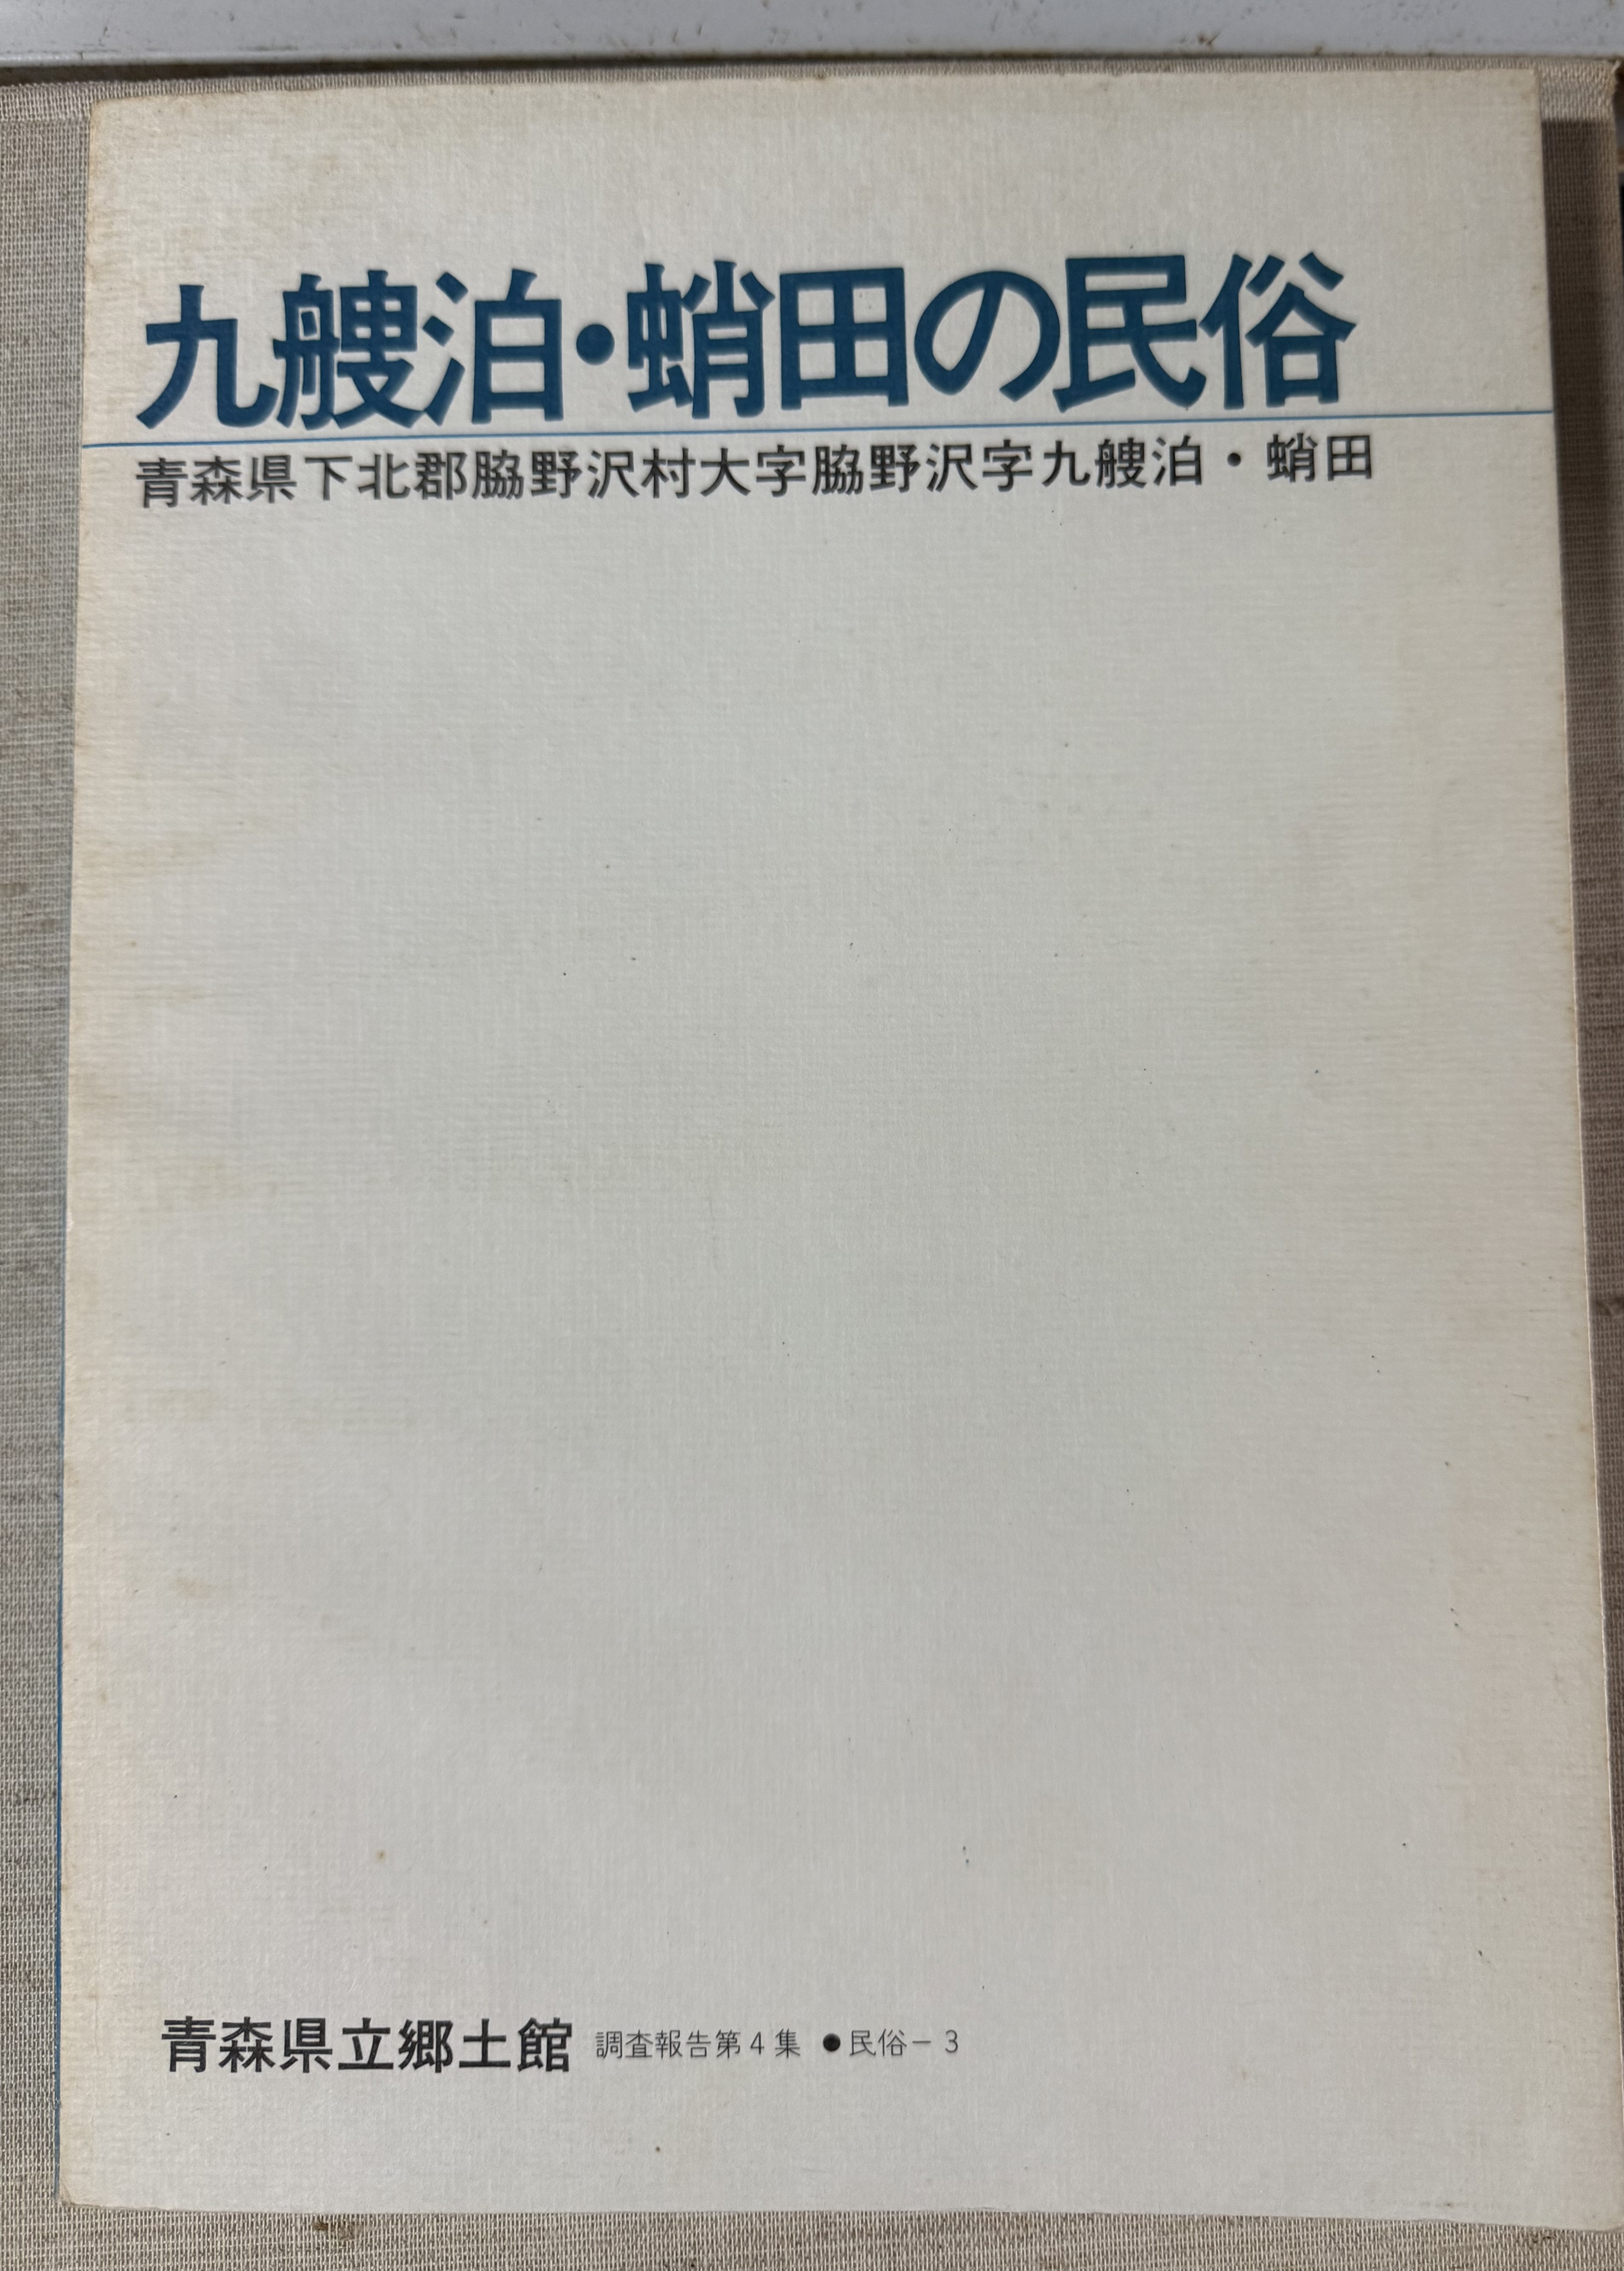 九艘泊・蛸田の民俗
青森県下北郡脇野沢村大字脇野沢字九艘泊・蛸田
青森県立郷土館 調査報告第4集 ●民俗－3